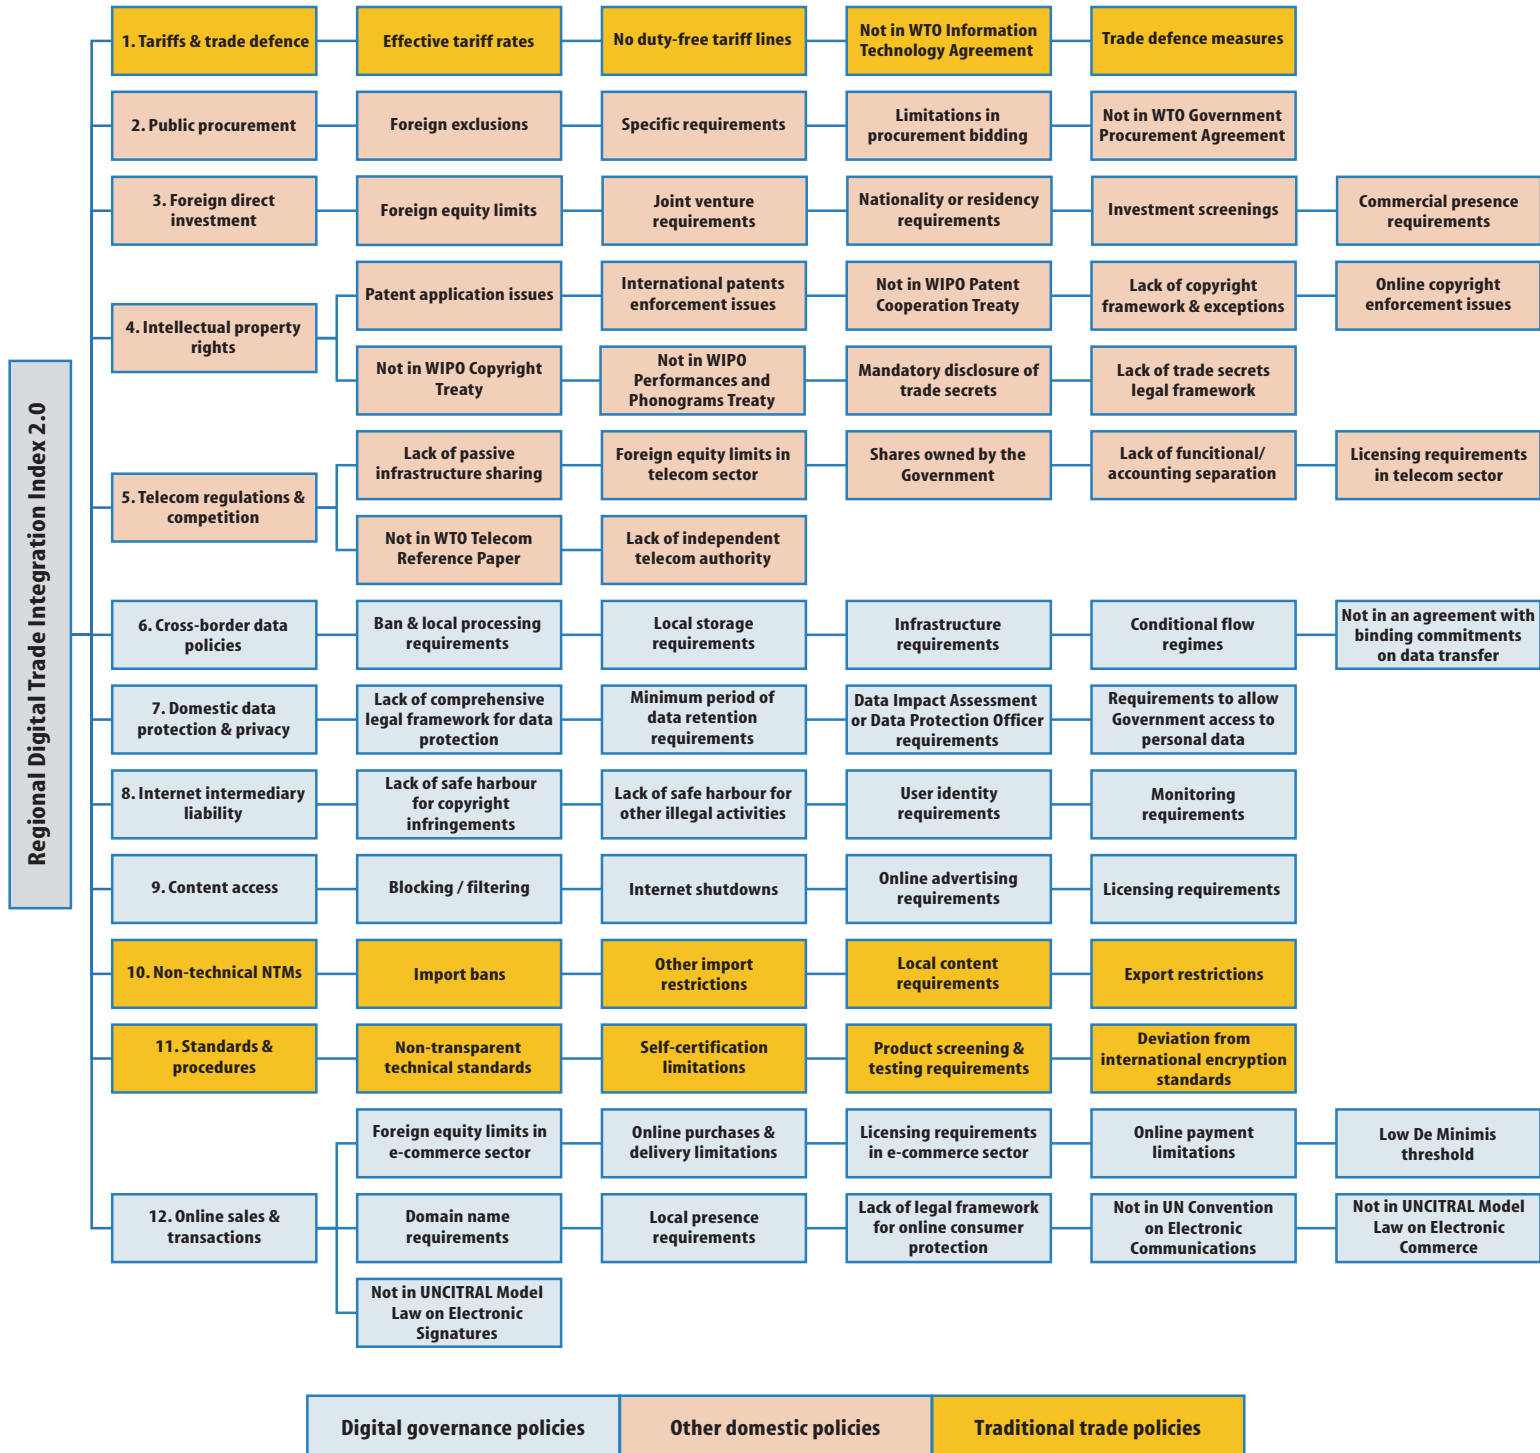 Regional Digital Trade Integration Index 2.0
1. Tariffs & trade defence
Effective tariff rates
No duty-free tariff lines
Not in WTO Information
Technology Agreement
Trade defence measures
2. Public procurement
Foreign exclusions
Specific requirements
Limitations in
procurement bidding
Not in WTO Government
Procurement Agreement
3. Foreign direct
investment
Foreign equity limits
Joint venture
requirements
Nationality or residency
requirements
Investment screenings
Commercial presence
requirements
4. Intellectual property
rights
Patent application issues
International patents
enforcement issues
Not in WIPO Patent
Cooperation Treaty
Lack of copyright
framework & exceptions
Online copyright
enforcement issues
Not in WIPO Copyright
Treaty
Not in WIPO
Performances and
Phonograms Treaty
Mandatory disclosure of
trade secrets
Lack of trade secrets
legal framework
5. Telecom regulations &
competition
Lack of passive
infrastructure sharing
Foreign equity limits in
telecom sector
Shares owned by the
Government
Lack of funcitional/
accounting separation
Licensing requirements
in telecom sector
Not in WTO Telecom
Reference Paper
Lack of independent
telecom authority
6. Cross-border data
policies
Ban & local processing
requirements
Local storage
requirements
Infrastructure
requirements
Conditional flow
regimes
Not in an agreement with
binding commitments
on data transfer
7. Domestic data
protection & privacy
Lack of comprehensive
legal framework for data
protection
Minimum period of
data retention
requirements
Data Impact Assessment
or Data Protection Officer
requirements
Requirements to allow
Government access to
personal data
8. Internet intermediary
liability
Lack of safe harbour
for copyright
infringements
Lack of safe harbour for
other illegal activities
User identity
requirements
Monitoring
requirements
9. Content access
Blocking / filtering
Internet shutdowns
Online advertising
requirements
Licensing requirements
10. Non-technical NTMs
Import bans
Other import
restrictions
Local content
requirements
Export restrictions
11. Standards &
procedures
Non-transparent
technical standards
Self-certification
limitations
Product screening &
testing requirements
Deviation from
international encryption
standards
12. Online sales &
transactions
Foreign equity limits in
e-commerce sector
Online purchases &
delivery limitations
Licensing requirements
in e-commerce sector
Online payment
limitations
Low De Minimis
threshold
Domain name
requirements
Local presence
requirements
Lack of legal framework
for online consumer
protection
Not in UN Convention
on Electronic
Communications
Not in UNCITRAL Model
Law on Electronic
Commerce
Not in UNCITRAL Model
Law on Electronic
Signatures
Digital governance policies
Other domestic policies
Traditional trade policies